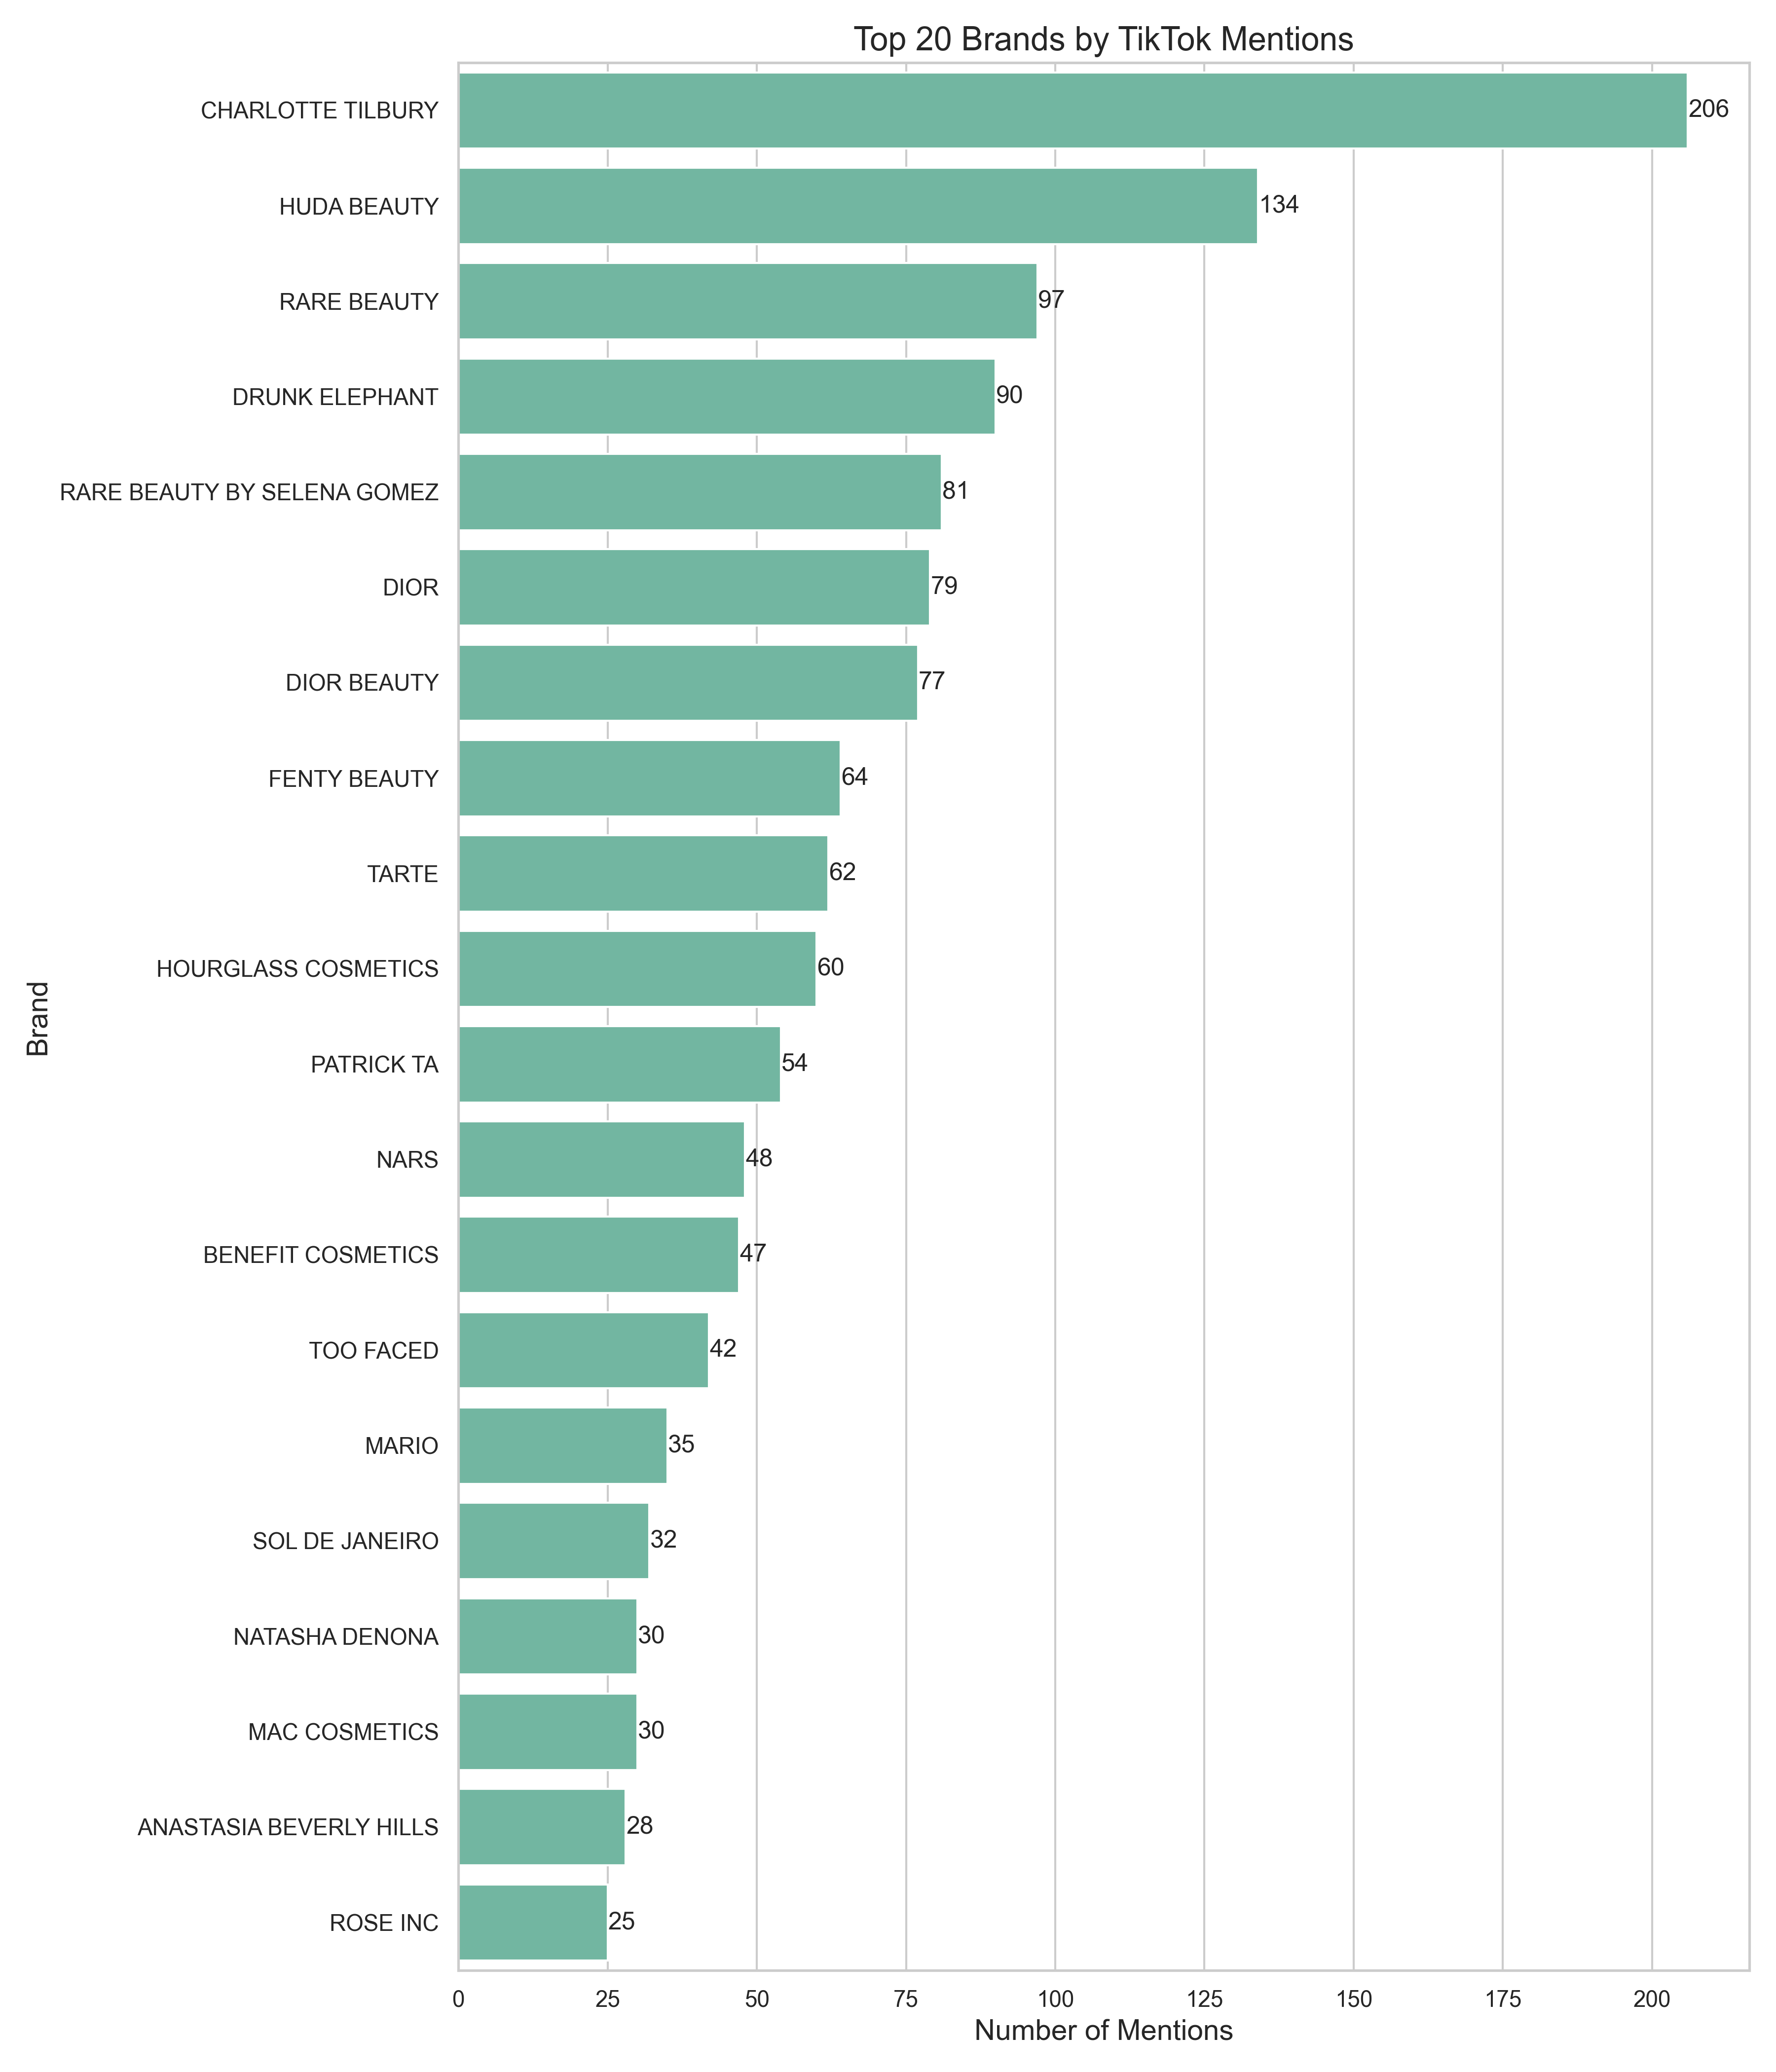 Top 20 Brands by TikTok Mentions
CHARLOTTE TILBURY 206
HUDA BEAUTY 134
RARE BEAUTY 97
DRUNK ELEPHANT 90
RARE BEAUTY BY SELENA GOMEZ 81
DIOR 79
DIOR BEAUTY 77
FENTY BEAUTY 64
TARTE 62
HOURGLASS COSMETICS 60
PATRICK TA 54
NARS 48
BENEFIT COSMETICS 47
TOO FACED 42
MARIO 35
SOL DE JANEIRO 32
NATASHA DENONA 30
MAC COSMETICS 30
ANASTASIA BEVERLY HILLS 28
ROSE INC 25
Brand
0 25 50 75 100 125 150 175 200
Number of Mentions